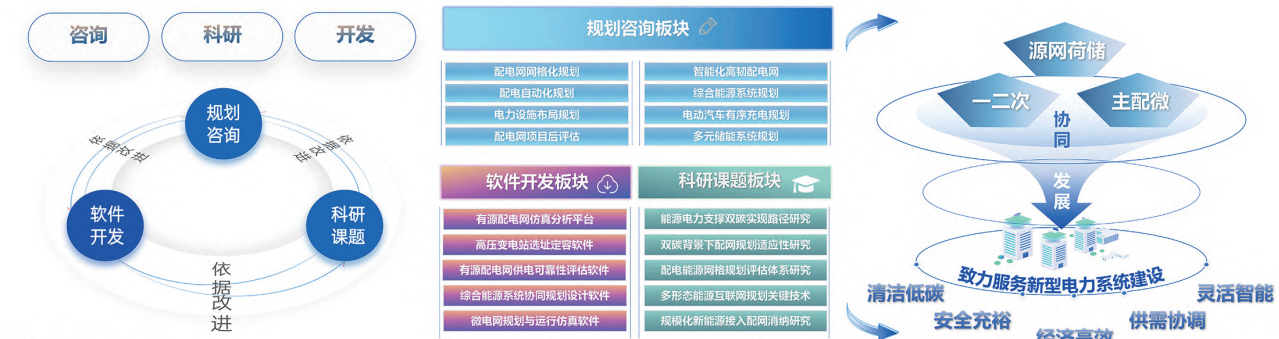 咨询
科研
开发
规划
咨询
依据改进
依据改进
软件
开发
科研
课题
依据改进
规划咨询板块
配电网网格化规划
智能化高韧配电网
配电自动化规划
综合能源系统规划
电力设施布局规划
电动汽车有序充电规划
配电网项目后评估
多元储能系统规划
软件开发板块
有源配电网仿真分析平台
高压变电站选址定容软件
有源配电网供电可靠性评估软件
综合能源系统协同规划设计软件
微电网规划与运行仿真软件
科研课题板块
能源电力支撑双碳实现路径研究
双碳背景下配网规划适应性研究
配电能源网格规划评估体系研究
多形态能源互联网规划关键技术
规模化新能源接入配网消纳研究
源网荷储
一二次
主配微
协同
发展
致力服务新型电力系统建设
清洁低碳
安全充裕
经济高效
供需协调
灵活智能